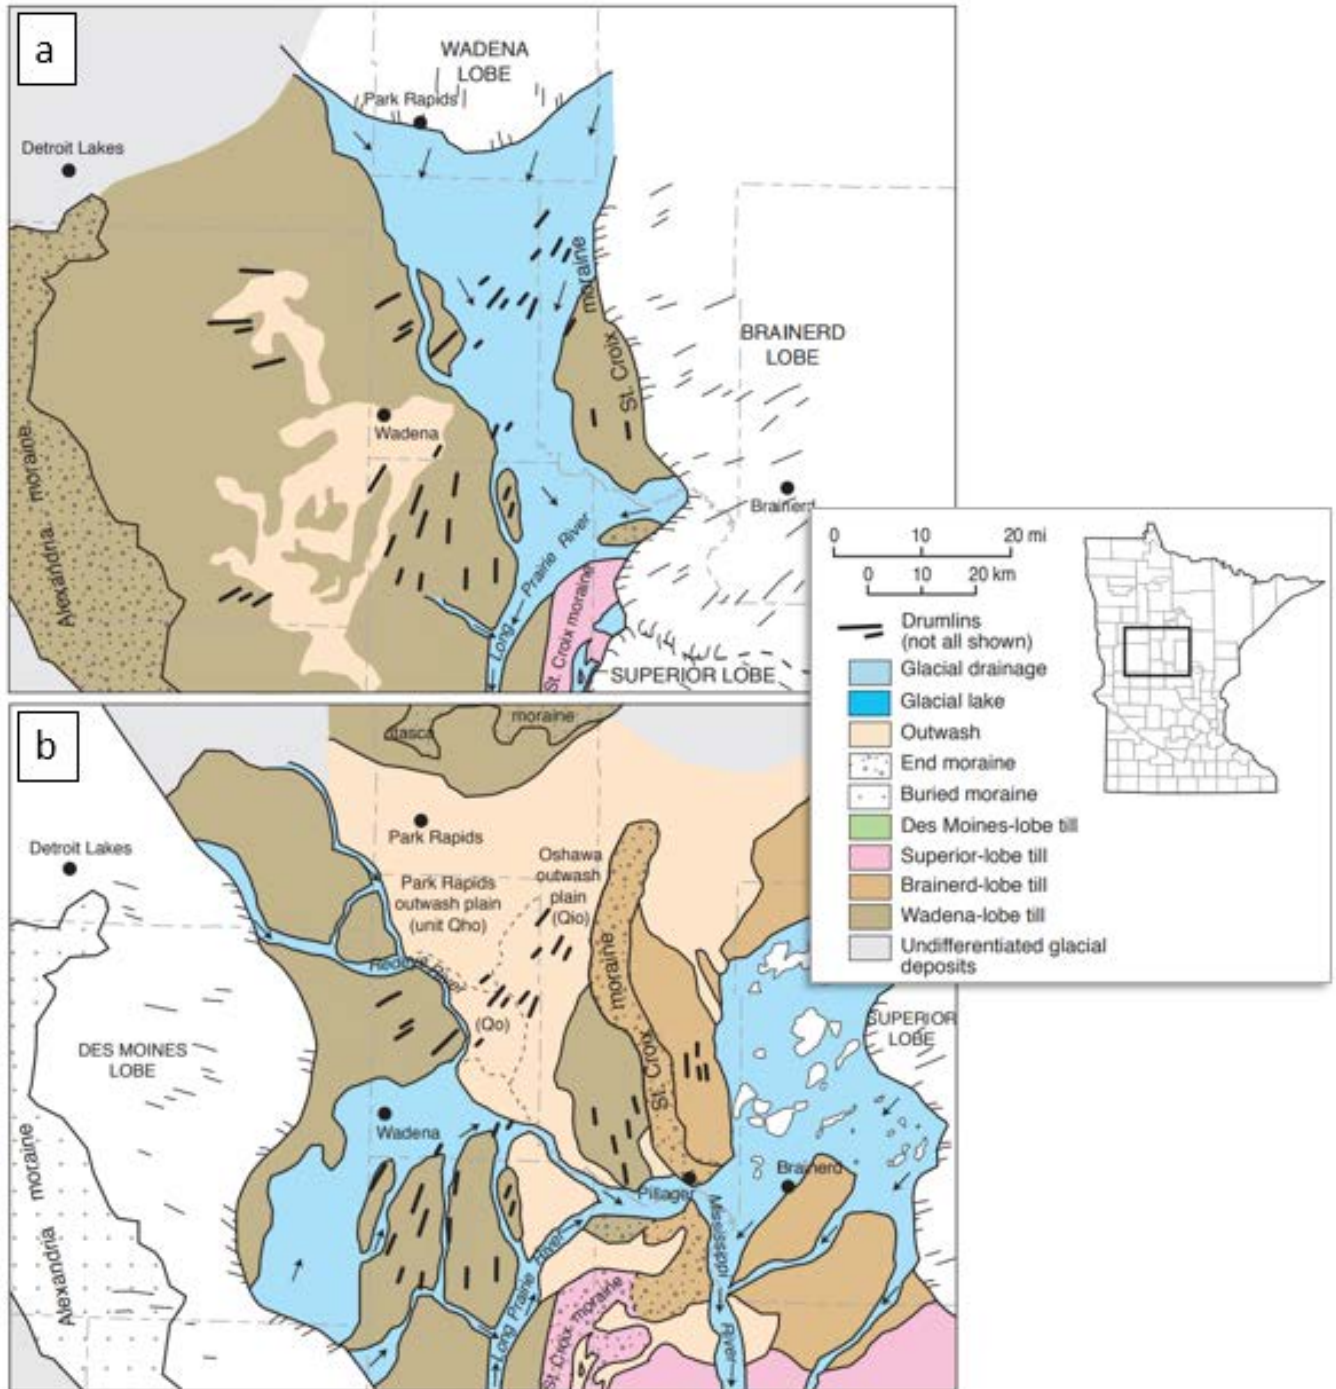 a
WADENA
LOBE
Park Rapids
Detroit Lakes
moraine
St. Croix
BRAINERD
LOBE
Wadena
moraine
Alexandria
Brainerd
Long Prairie River
St. Croix moraine
SUPERIOR LOBE
0 10 20 mi
0 10 20 km
Drumlins
(not all shown)
Glacial drainage
Glacial lake
Outwash
End moraine
Buried moraine
Des Moines-lobe till
Superior-lobe till
Brainerd-lobe till
Wadena-lobe till
Undifferentiated glacial
deposits
b
Itasca moraine
Park Rapids
Detroit Lakes
Oshawa
outwash
plain
(Qio)
Park Rapids
outwash plain
(unit Qho)
moraine
St. Croix
River
(Qo)
SUPERIOR
LOBE
DES MOINES
LOBE
Wadena
Brainerd
Pillager
moraine
Alexandria
Mississippi River
Long Prairie River
St. Croix moraine